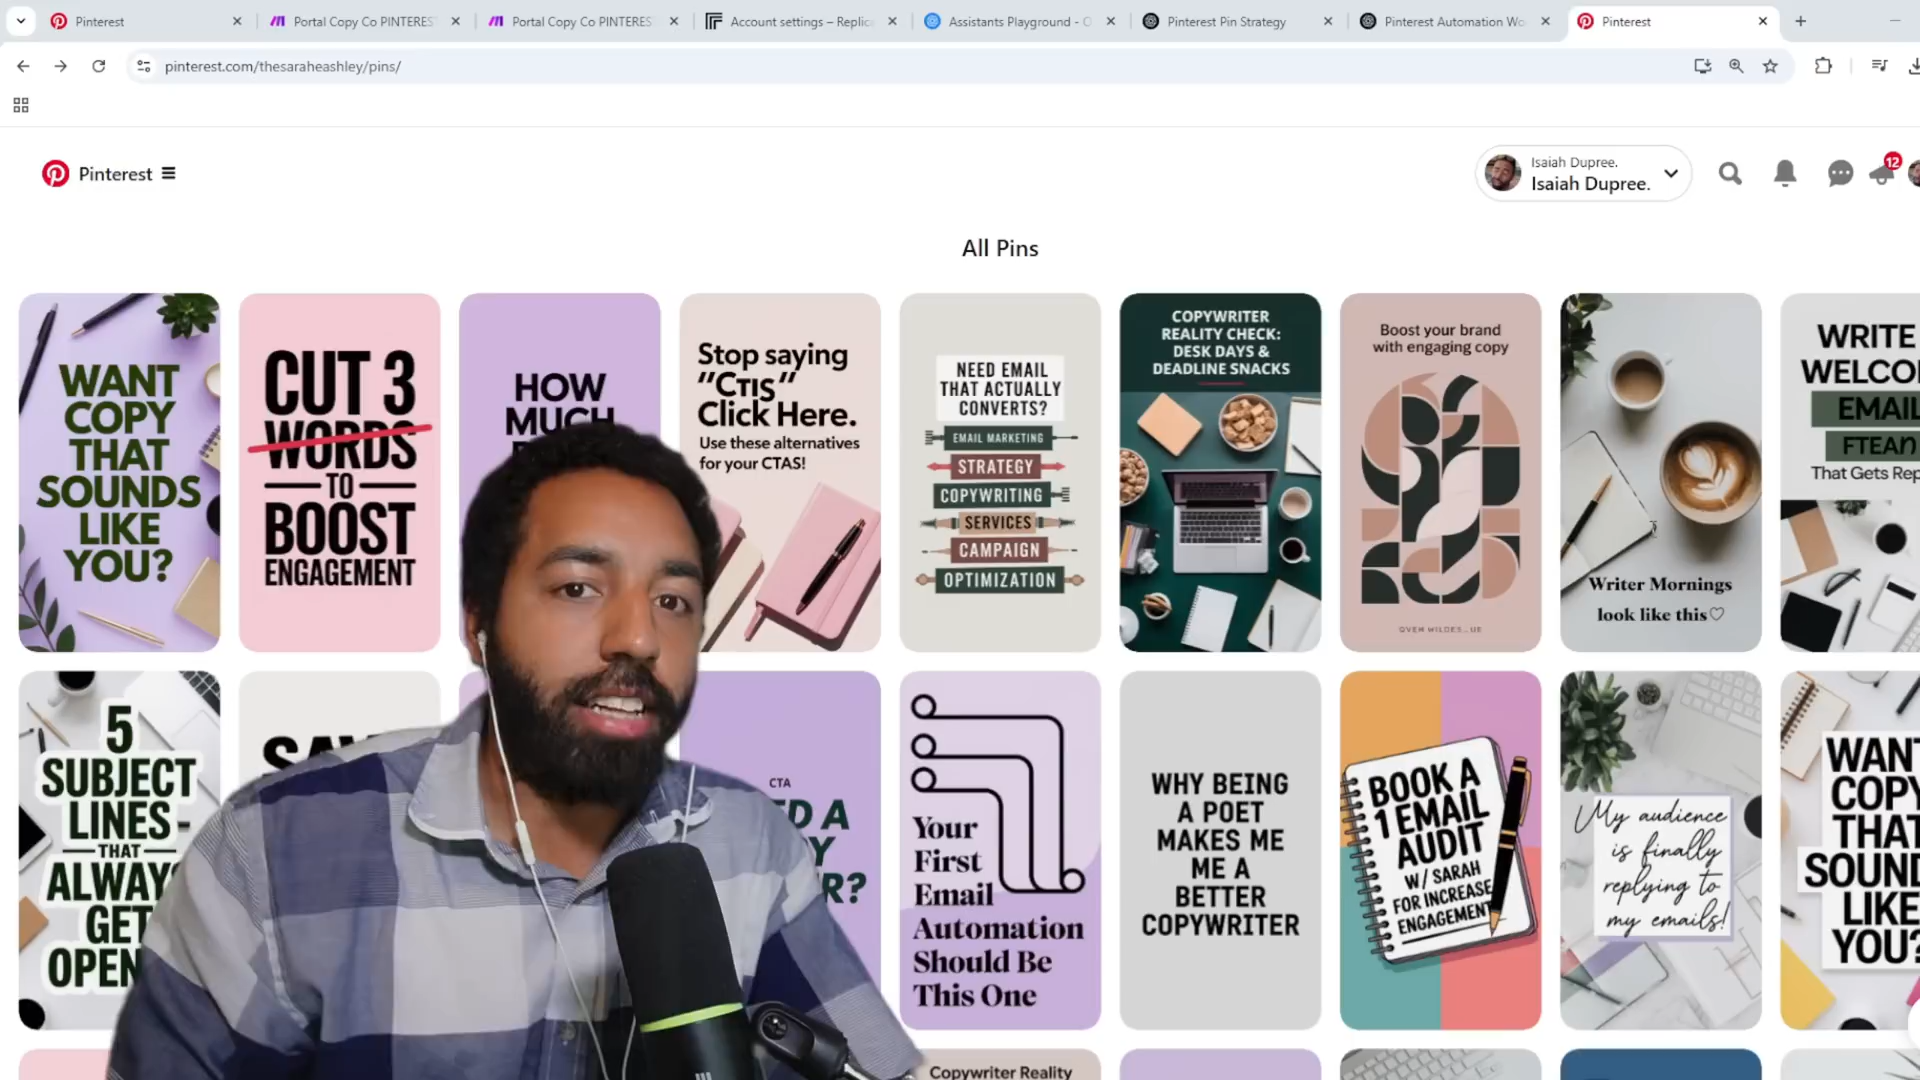 Pinterest
Portal Copy Co PINTEREST
Portal Copy Co PINTERES
Account settings – Replic
Assistants Playground - O
Pinterest Pin Strategy
Pinterest Automation Wo
Pinterest
pinterest.com/thesaraheashley/pins/
Pinterest
Isaiah Dupree.
Isaiah Dupree.
12
All Pins
WANT
COPY
THAT
SOUNDS
LIKE
YOU?
CUT 3
WORDS
TO
BOOST
ENGAGEMENT
HOW
MUCH
Stop saying
"CTIS"
Click Here.
Use these alternatives
for your CTAS!
NEED EMAIL
THAT ACTUALLY
CONVERTS?
EMAIL MARKETING
STRATEGY
COPYWRITING
SERVICES
CAMPAIGN
OPTIMIZATION
COPYWRITER
REALITY CHECK:
DESK DAYS &
DEADLINE SNACKS
Boost your brand
with engaging copy
Writer Mornings
look like this♡
WRITE
WELCO
EMAIL
FTEAN
That Gets Rep
5
SUBJECT
LINES
THAT
ALWAY
GET
OPEN
CTA
D A
Y
R?
Your
First
Email
Automation
Should Be
This One
WHY BEING
A POET
MAKES ME
ME A
BETTER
COPYWRITER
BOOK A
1 EMAIL
AUDIT
W/ SARAH
FOR INCREASE
ENGAGEMENT
My audience
is finally
replying to
my emails!
WANT
COPY
THAT
SOUND
LIKE
YOU?
Copywriter Reality